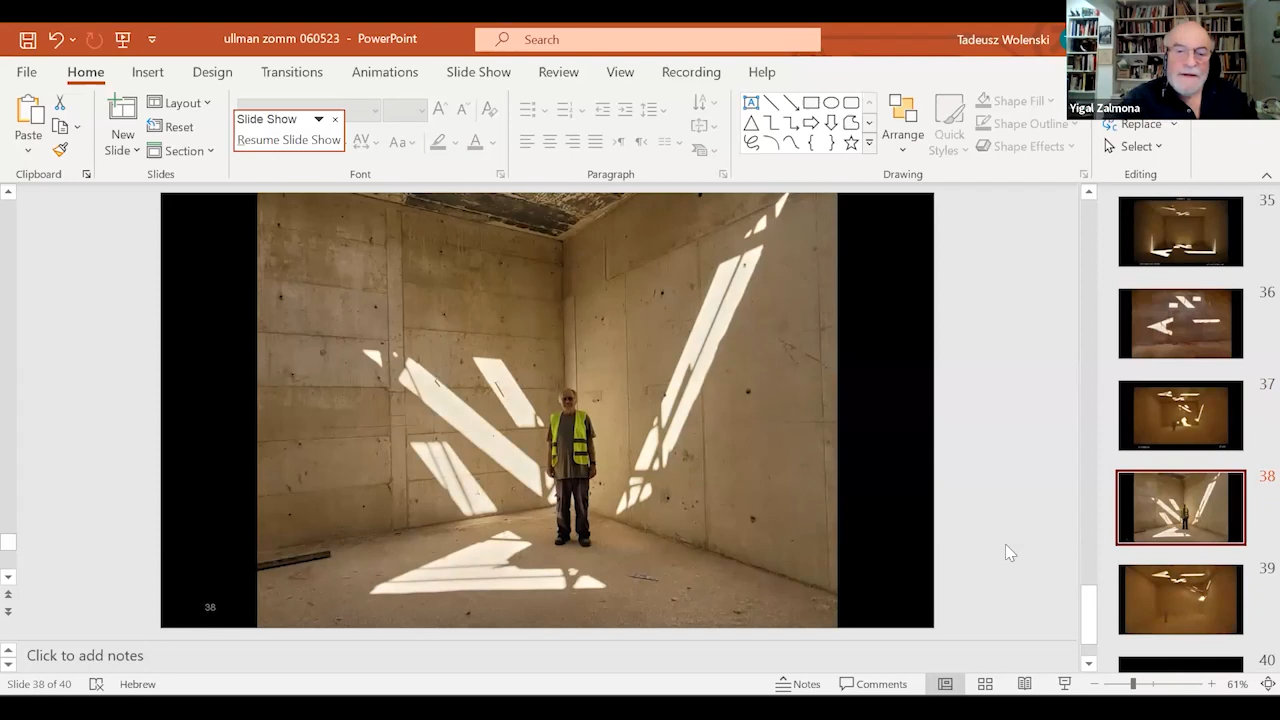 ullman zomm 060523 - PowerPoint
Search
Tadeusz Wolenski
Yigal Zalmona
File Home Insert Design Transitions Animations Slide Show Review View Recording Help
Paste
New
Slide
Layout
Reset
Section
Slide Show
Resume Slide Show
Aa
A
Arrange
Quick
Styles
Shape Fill
Shape Outline
Shape Effects
Replace
Select
Clipboard Slides Font Paragraph Drawing Editing
35
36
37
38
39
40
38
Click to add notes
Slide 38 of 40 Hebrew Notes Comments 61%